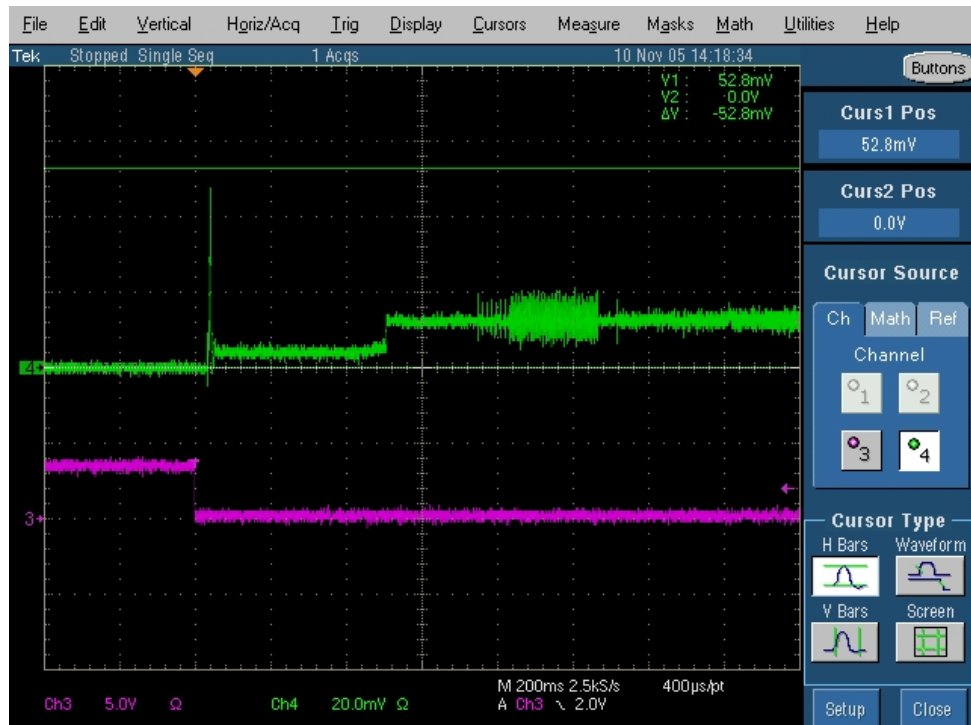 File Edit Vertical Horiz/Acq Trig Display Cursors Measure Masks Math Utilities Help
Tek Stopped Single Seq 1 Acqs 10 Nov 05 14:18:34
Buttons
V1 : 52.8mV
V2 : 0.0V
ΔV : -52.8mV
Curs1 Pos
52.8mV
Curs2 Pos
0.0V
Cursor Source
Ch Math Ref
Channel
1 2
3 4
4
3
Cursor Type
H Bars Waveform
V Bars Screen
Ch3 5.0V Ω Ch4 20.0mV Ω M 200ms 2.5kS/s 400µs/pt
A Ch3 \ 2.0V
Setup Close